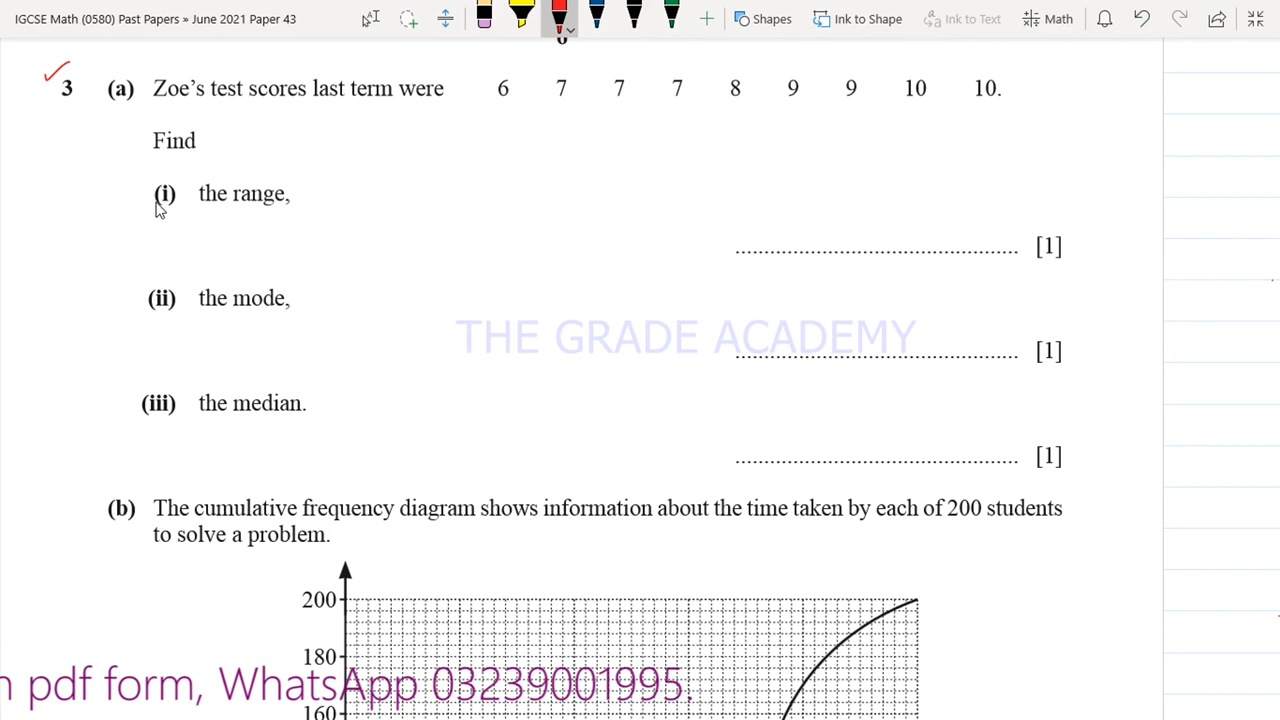 IGCSE Math (0580) Past Papers » June 2021 Paper 43
Shapes
Ink to Shape
Ink to Text
Math
3 (a) Zoe's test scores last term were 6 7 7 7 8 9 9 10 10.
Find
(i) the range,
.............................................. [1]
(ii) the mode,
THE GRADE ACADEMY
.............................................. [1]
(iii) the median.
.............................................. [1]
(b) The cumulative frequency diagram shows information about the time taken by each of 200 students
to solve a problem.
200
180
n pdf form, WhatsApp 03239001995.
160